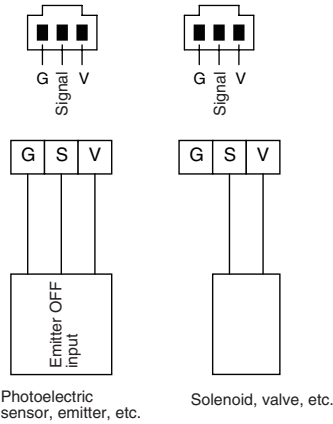 G Signal V
G Signal V
G S V
G S V
Emitter OFF
input
Photoelectric
sensor, emitter, etc.
Solenoid, valve, etc.